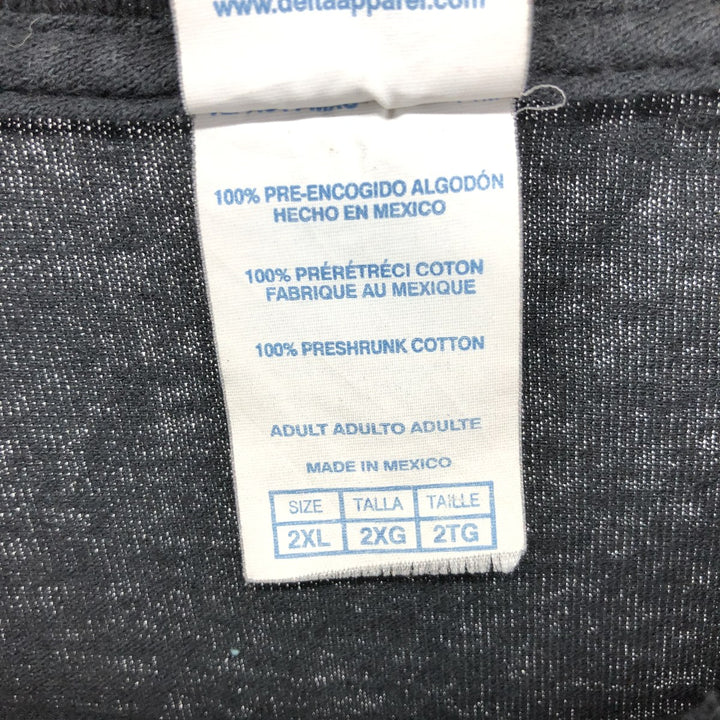 www.deltaapparel.com
100% PRE-ENCOGIDO ALGODÓN
HECHO EN MEXICO
100% PRÉRÉTRÉCI COTON
FABRIQUE AU MEXIQUE
100% PRESHRUNK COTTON
ADULT ADULTO ADULTE
MADE IN MEXICO
SIZE TALLA TAILLE
2XL 2XG 2TG